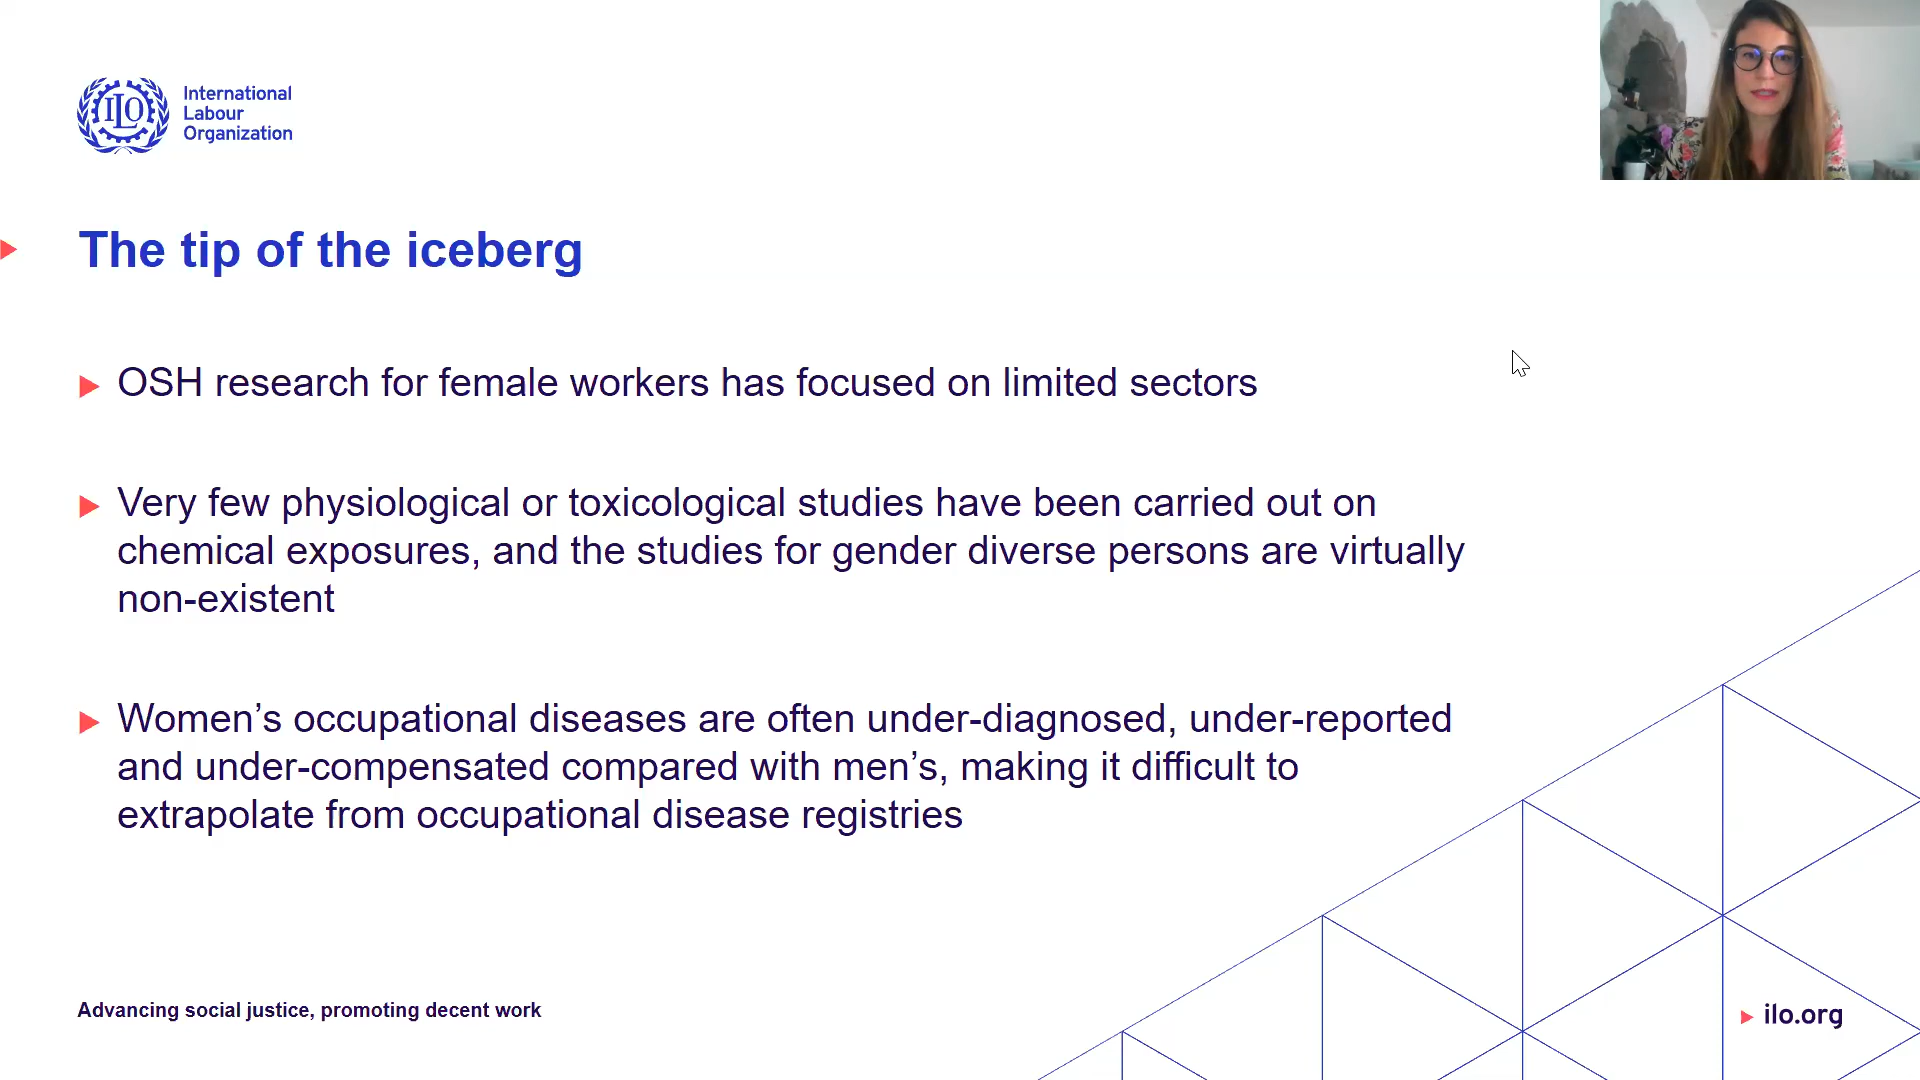 ILO
International
Labour
Organization
The tip of the iceberg
OSH research for female workers has focused on limited sectors
Very few physiological or toxicological studies have been carried out on
chemical exposures, and the studies for gender diverse persons are virtually
non-existent
Women’s occupational diseases are often under-diagnosed, under-reported
and under-compensated compared with men’s, making it difficult to
extrapolate from occupational disease registries
Advancing social justice, promoting decent work
ilo.org